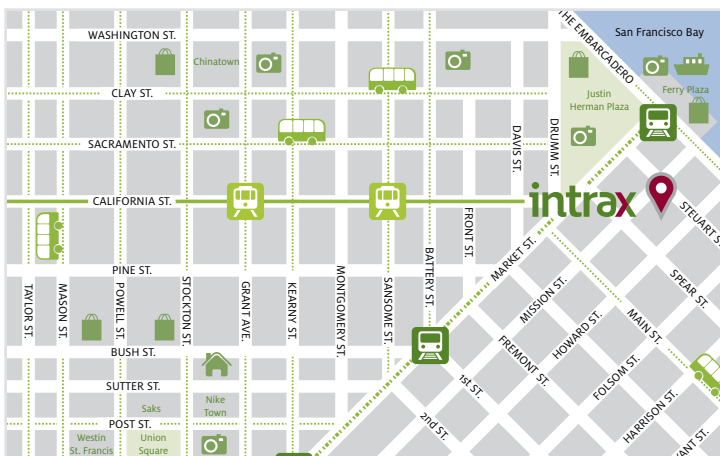 WASHINGTON ST.
THE EMBARCADERO
San Francisco Bay
Chinatown
Ferry Plaza
Justin
Herman Plaza
CLAY ST.
SACRAMENTO ST.
DAVIS ST.
DRUMM ST.
CALIFORNIA ST.
intrax
STEUART S
FRONT ST.
MARKET ST.
BATTERY ST.
PINE ST.
TAYLOR ST.
MASON ST.
POWELL ST.
STOCKTON ST.
GRANT AVE.
KEARNY ST.
MONTGOMERY ST.
SANSOME ST.
MISSION ST.
SPEAR ST.
MAIN ST.
HOWARD ST.
FREMONT ST.
BUSH ST.
1st ST.
FOLSOM ST.
SUTTER ST.
Nike
Town
Saks
HARRISON ST.
2nd ST.
POST ST.
Westin
St. Francis
Union
Square
YANT ST.